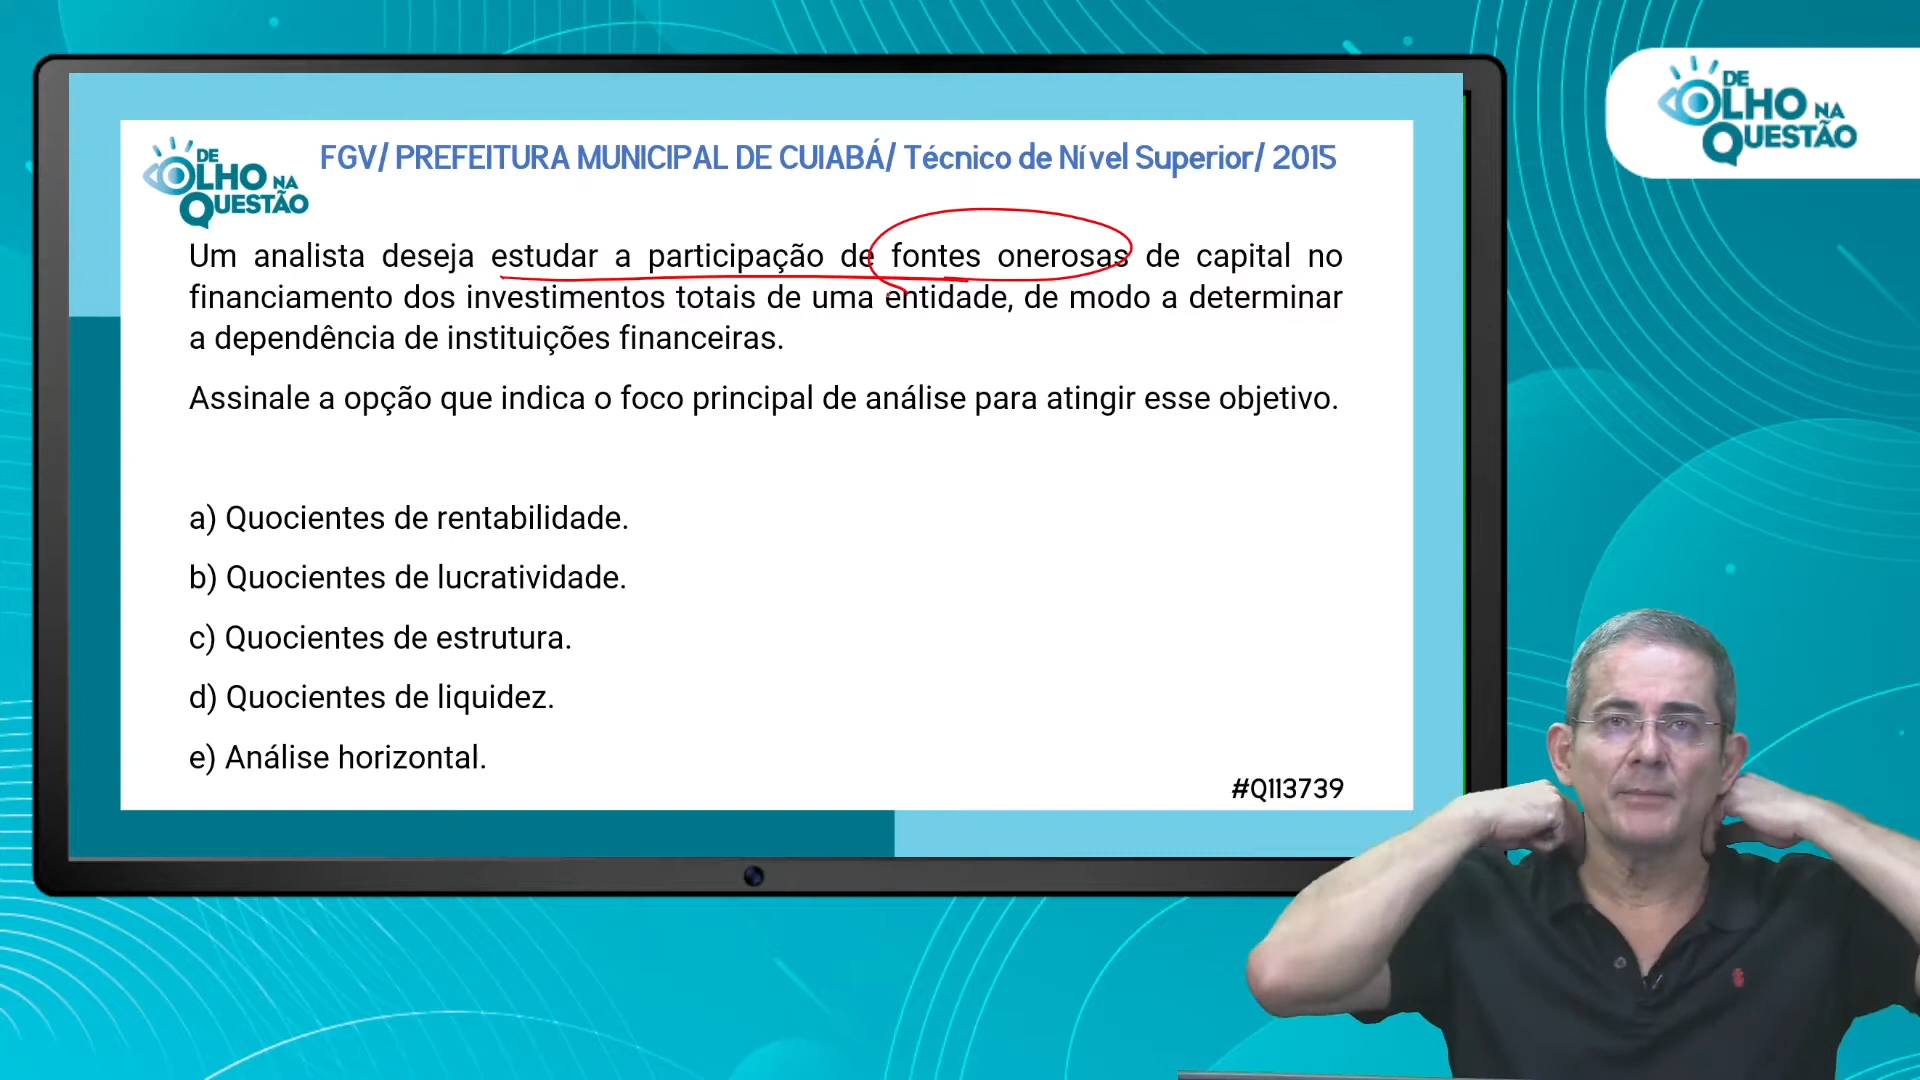 DE
OLHO NA
QUESTÃO
DE
OLHO NA
QUESTÃO
FGV/ PREFEITURA MUNICIPAL DE CUIABÁ/ Técnico de Nível Superior/ 2015
Um analista deseja estudar a participação de fontes onerosas de capital no
financiamento dos investimentos totais de uma entidade, de modo a determinar
a dependência de instituições financeiras.
Assinale a opção que indica o foco principal de análise para atingir esse objetivo.
a) Quocientes de rentabilidade.
b) Quocientes de lucratividade.
c) Quocientes de estrutura.
d) Quocientes de liquidez.
e) Análise horizontal.
#Q113739